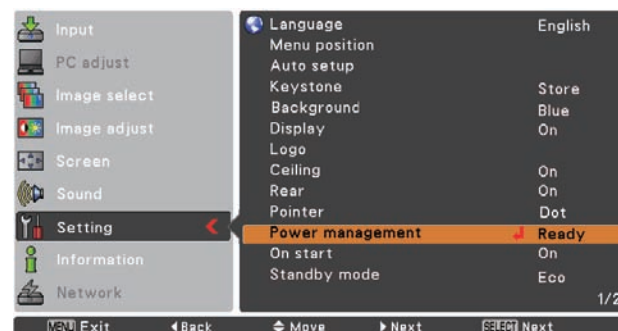 Input
PC adjust
Image select
Image adjust
Screen
Sound
Setting
Information
Network
Language English
Menu position
Auto setup
Keystone Store
Background Blue
Display On
Logo
Ceiling On
Rear On
Pointer Dot
Power management Ready
On start On
Standby mode Eco
1/2
MENU Exit Back Move Next SELECT Next